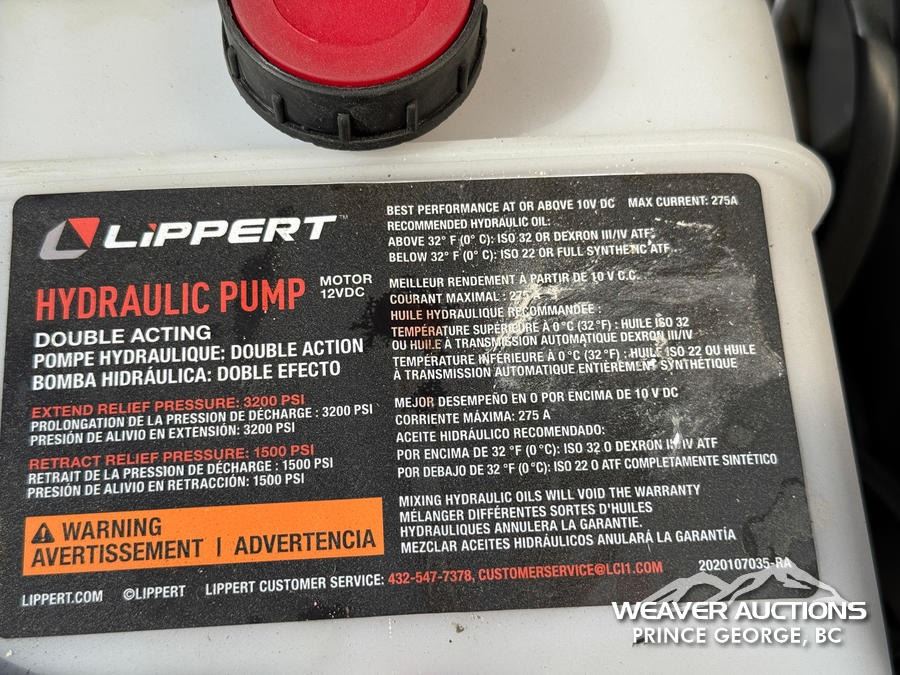 LiPPERT™
HYDRAULIC PUMP
MOTOR
12VDC
DOUBLE ACTING
POMPE HYDRAULIQUE: DOUBLE ACTION
BOMBA HIDRÁULICA: DOBLE EFECTO
EXTEND RELIEF PRESSURE: 3200 PSI
PROLONGATION DE LA PRESSION DE DÉCHARGE : 3200 PSI
PRESIÓN DE ALIVIO EN EXTENSIÓN: 3200 PSI
RETRACT RELIEF PRESSURE: 1500 PSI
RETRAIT DE LA PRESSION DE DÉCHARGE : 1500 PSI
PRESIÓN DE ALIVIO EN RETRACCIÓN: 1500 PSI
WARNING
AVERTISSEMENT | ADVERTENCIA
BEST PERFORMANCE AT OR ABOVE 10V DC MAX CURRENT: 275A
RECOMMENDED HYDRAULIC OIL:
ABOVE 32° F (0° C): ISO 32 OR DEXRON III/IV ATF
BELOW 32° F (0° C): ISO 22 OR FULL SYNTHETIC ATF
MEILLEUR RENDEMENT À PARTIR DE 10 V C.C.
COURANT MAXIMAL : 275
HUILE HYDRAULIQUE RECOMMANDÉE :
TEMPÉRATURE SUPÉRIEURE À 0 °C (32 °F) : HUILE ISO 32
OU HUILE À TRANSMISSION AUTOMATIQUE DEXRON III/IV
TEMPÉRATURE INFÉRIEURE À 0 °C (32 °F) : HUILE ISO 22 OU HUILE
À TRANSMISSION AUTOMATIQUE ENTIÈREMENT SYNTHÉTIQUE
MEJOR DESEMPEÑO EN O POR ENCIMA DE 10 V DC
CORRIENTE MÁXIMA: 275 A
ACEITE HIDRÁULICO RECOMENDADO:
POR ENCIMA DE 32 °F (0 °C): ISO 32 O DEXRON III/IV ATF
POR DEBAJO DE 32 °F (0 °C): ISO 22 O ATF COMPLETAMENTE SINTÉTICO
MIXING HYDRAULIC OILS WILL VOID THE WARRANTY
MÉLANGER DIFFÉRENTES SORTES D'HUILES
HYDRAULIQUES ANNULERA LA GARANTIE.
MEZCLAR ACEITES HIDRÁULICOS ANULARÁ LA GARANTÍA
LIPPERT.COM ©LIPPERT LIPPERT CUSTOMER SERVICE: 432-547-7378, CUSTOMERSERVICE@LCI1.COM
2020107035-RA
WEAVER AUCTIONS
PRINCE GEORGE, BC